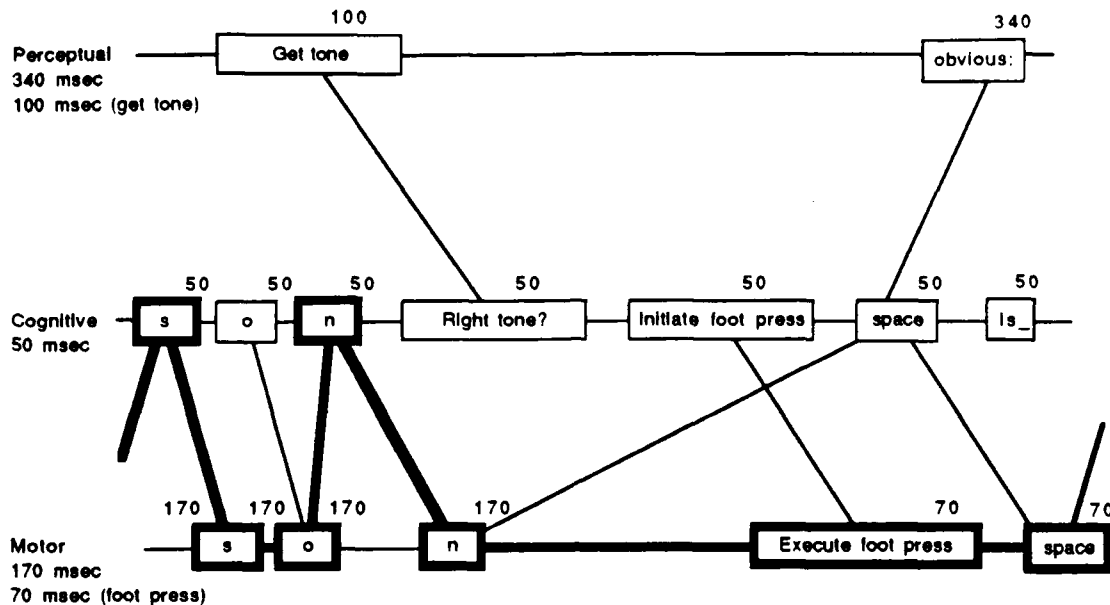 100
340
Perceptual
340 msec
100 msec (get tone)
Get tone
obvious:
50 50 50 50 50 50 50
Cognitive
50 msec
s o n Right tone? Initiate foot press space Is_
170 170 170 170 70 70
Motor
170 msec
70 msec (foot press)
s o n Execute foot press space